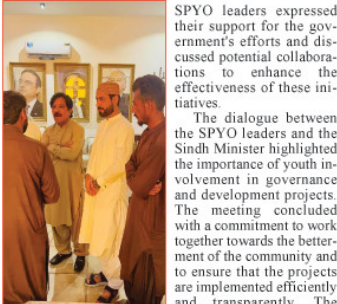 SPYO leaders expressed
their support for the gov-
ernment's efforts and dis-
cussed potential collabora-
tions to enhance the
effectiveness of these ini-
tiatives.
The dialogue between
the SPYO leaders and the
Sindh Minister highlighted
the importance of youth in-
volvement in governance
and development projects.
The meeting concluded
with a commitment to work
together towards the better-
ment of the community and
to ensure that the projects
are implemented efficiently
and transparently. The